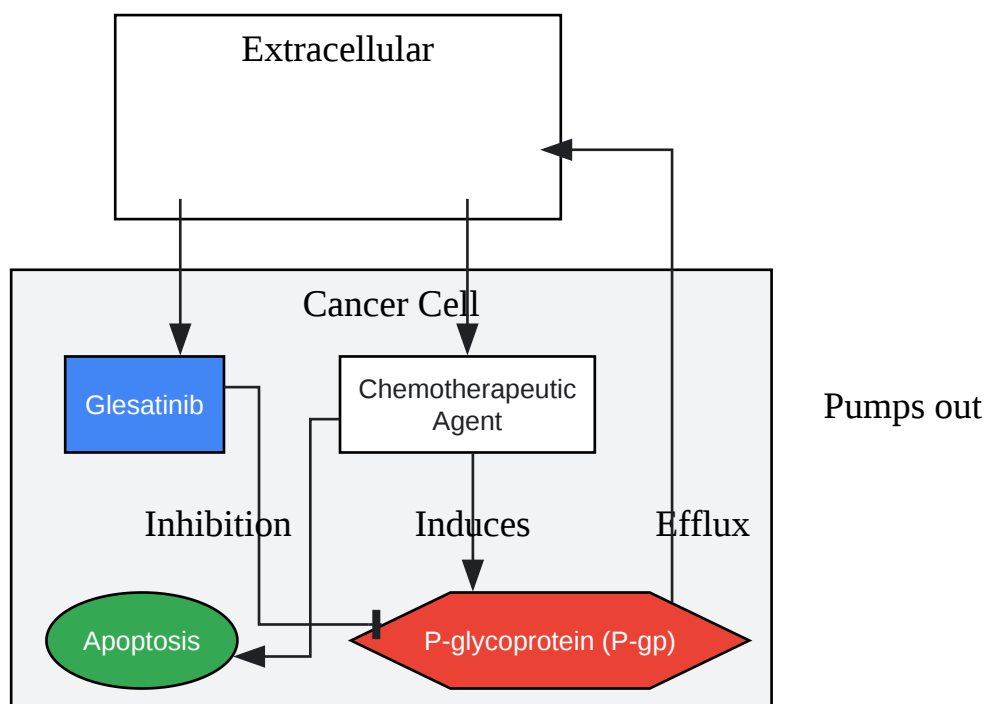 Extracellular
Cancer Cell
Glesatinib
Chemotherapeutic
Agent
Pumps out
Inhibition
Induces
Efflux
Apoptosis
P-glycoprotein (P-gp)